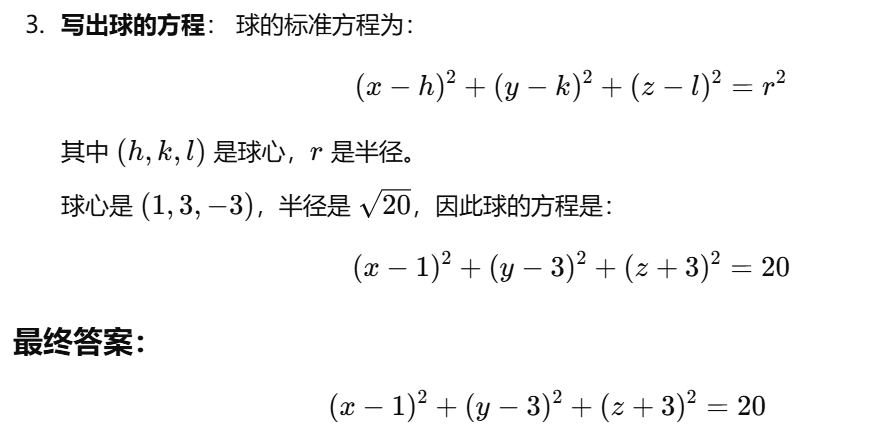 3. 写出球的方程： 球的标准方程为：
(x − h)² + (y − k)² + (z − l)² = r²
其中 (h, k, l) 是球心，r 是半径。
球心是 (1, 3, −3)，半径是 √20，因此球的方程是：
(x − 1)² + (y − 3)² + (z + 3)² = 20
最终答案：
(x − 1)² + (y − 3)² + (z + 3)² = 20